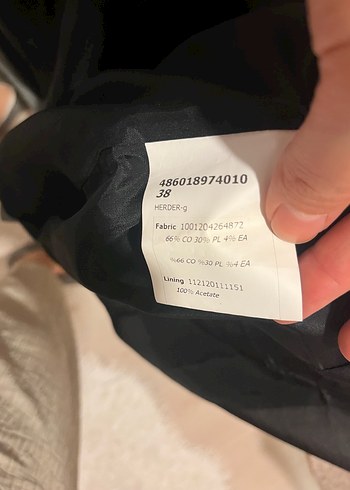 486018974010
38
HERDER-g
Fabric 1001204264872
66% CO 30% PL 4% EA
%66 CO %30 PL %4 EA
Lining 112120111151
100% Acetate